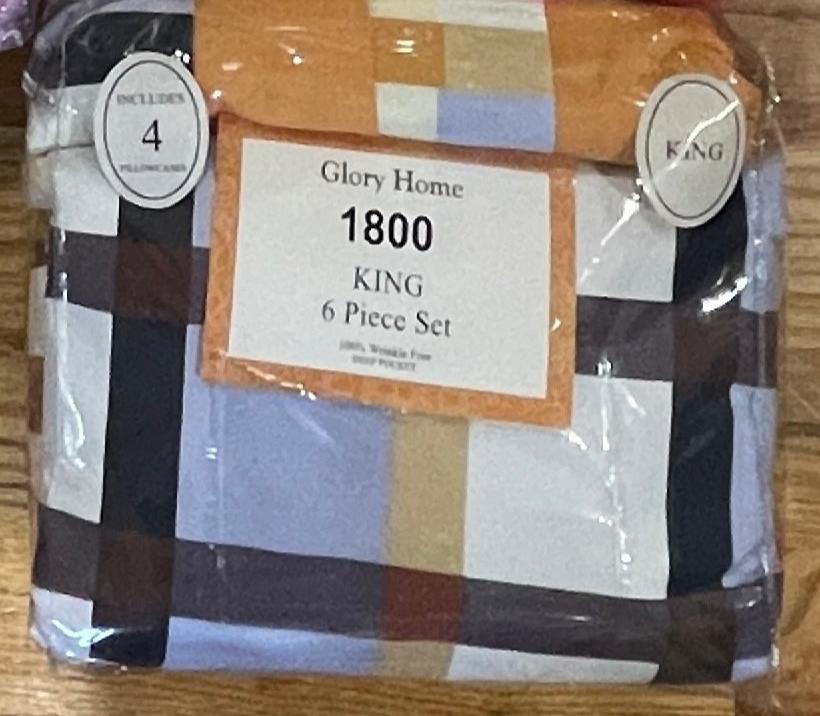 INCLUDES
4
PILLOWCASES
KING
Glory Home
1800
KING
6 Piece Set
100% Wrinkle Free
DEEP POCKET